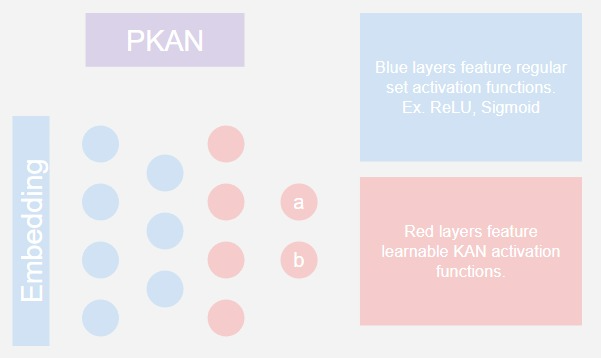 PKAN
Blue layers feature regular
set activation functions.
Ex. ReLU, Sigmoid
Embedding
a
b
Red layers feature
learnable KAN activation
functions.